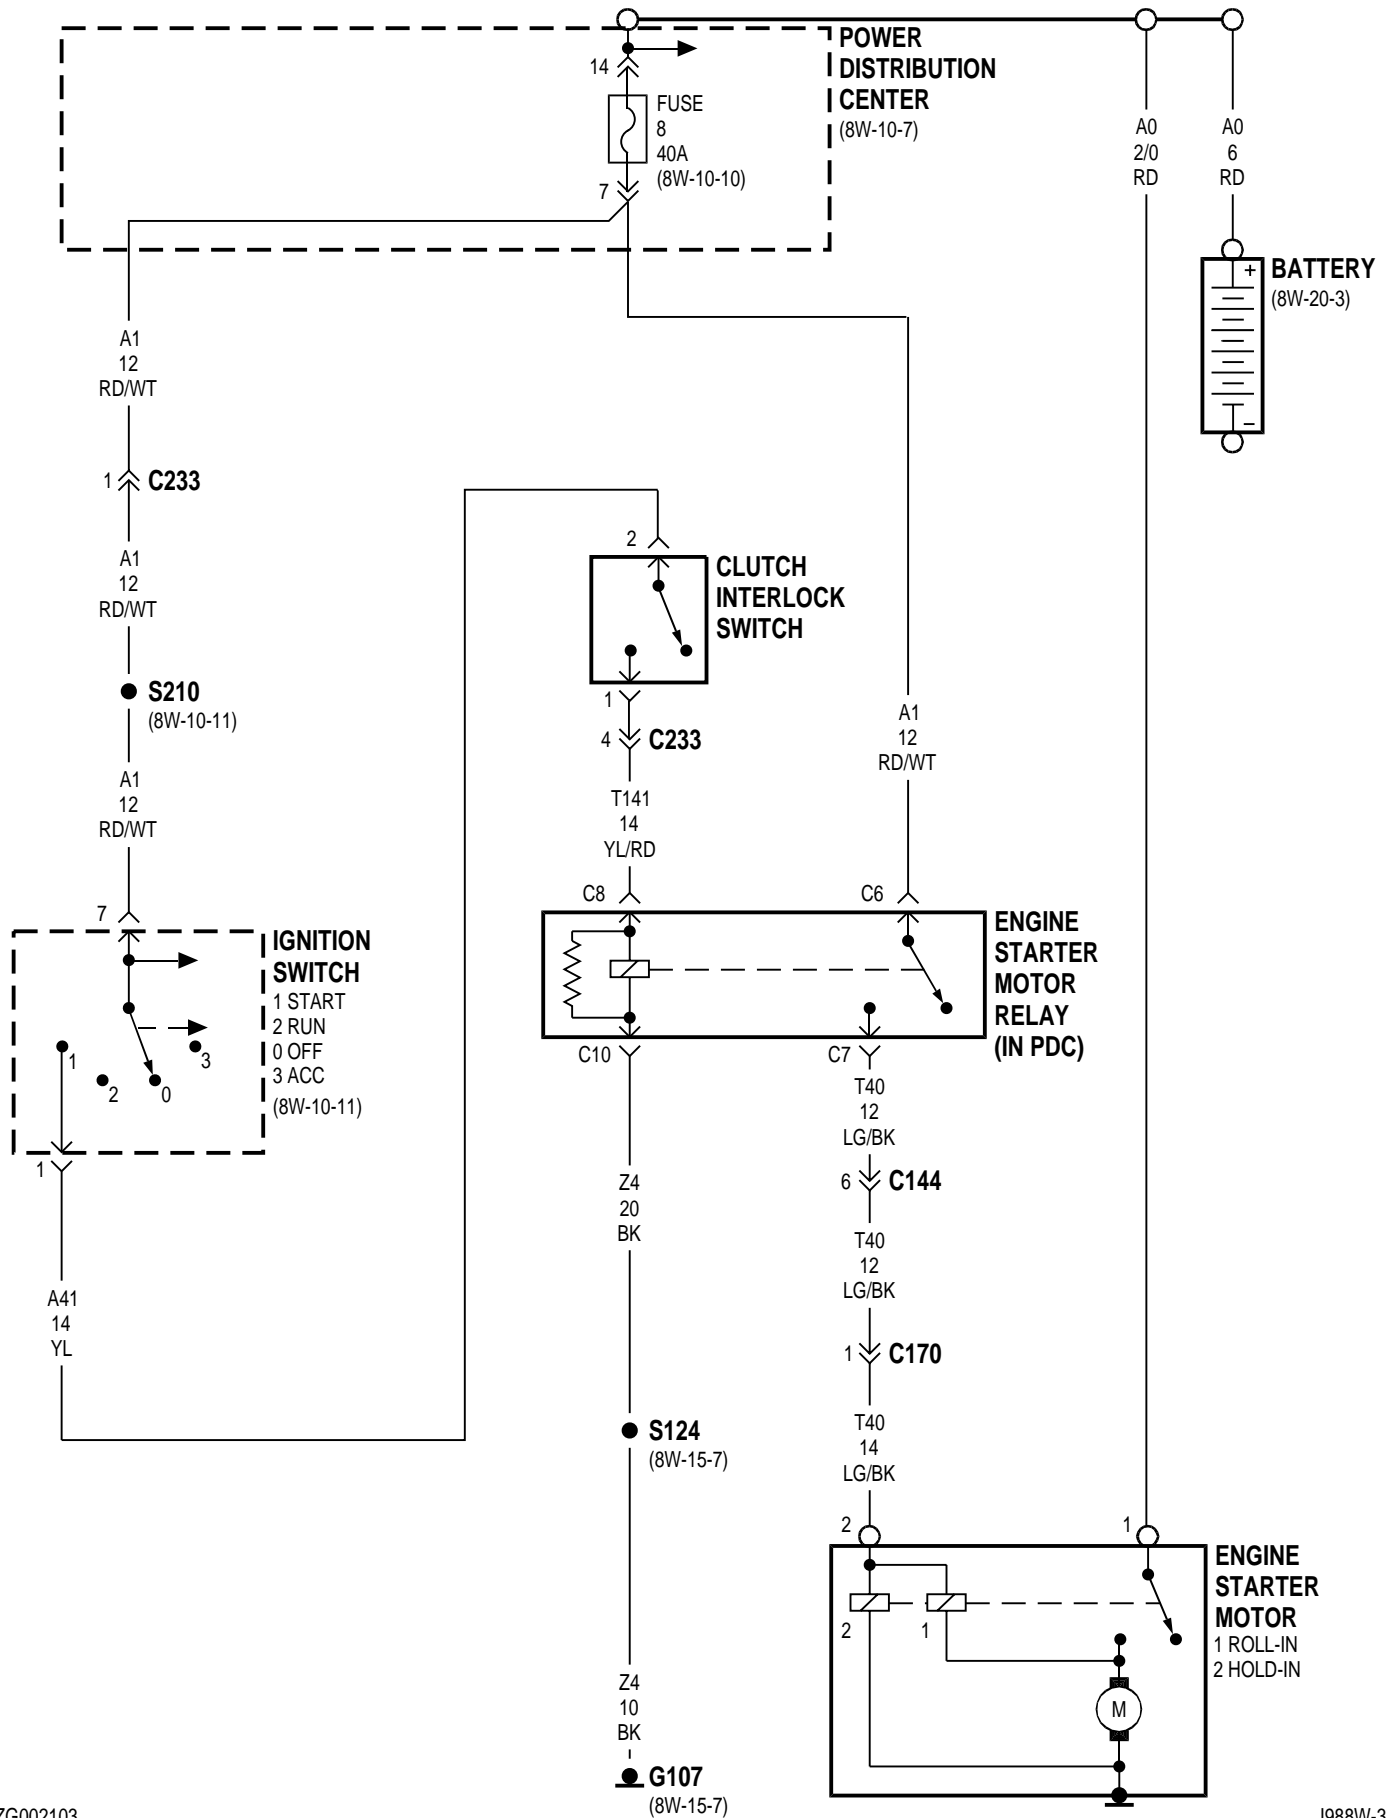 POWER
DISTRIBUTION
CENTER
(8W-10-7)
14
FUSE
8
40A
(8W-10-10)
7
A0
2/0
RD
A0
6
RD
+
−
BATTERY
(8W-20-3)
A1
12
RD/WT
1
C233
A1
12
RD/WT
S210
(8W-10-11)
A1
12
RD/WT
7
IGNITION
SWITCH
1 START
2 RUN
0 OFF
3 ACC
(8W-10-11)
1
2
0
3
1
A41
14
YL
2
CLUTCH
INTERLOCK
SWITCH
1
4
C233
T141
14
YL/RD
A1
12
RD/WT
C8
C6
ENGINE
STARTER
MOTOR
RELAY
(IN PDC)
C10
C7
Z4
20
BK
S124
(8W-15-7)
Z4
10
BK
G107
(8W-15-7)
T40
12
LG/BK
6
C144
T40
12
LG/BK
1
C170
T40
14
LG/BK
2
1
ENGINE
STARTER
MOTOR
1 ROLL-IN
2 HOLD-IN
2
1
M
ZG002103
J988W-3